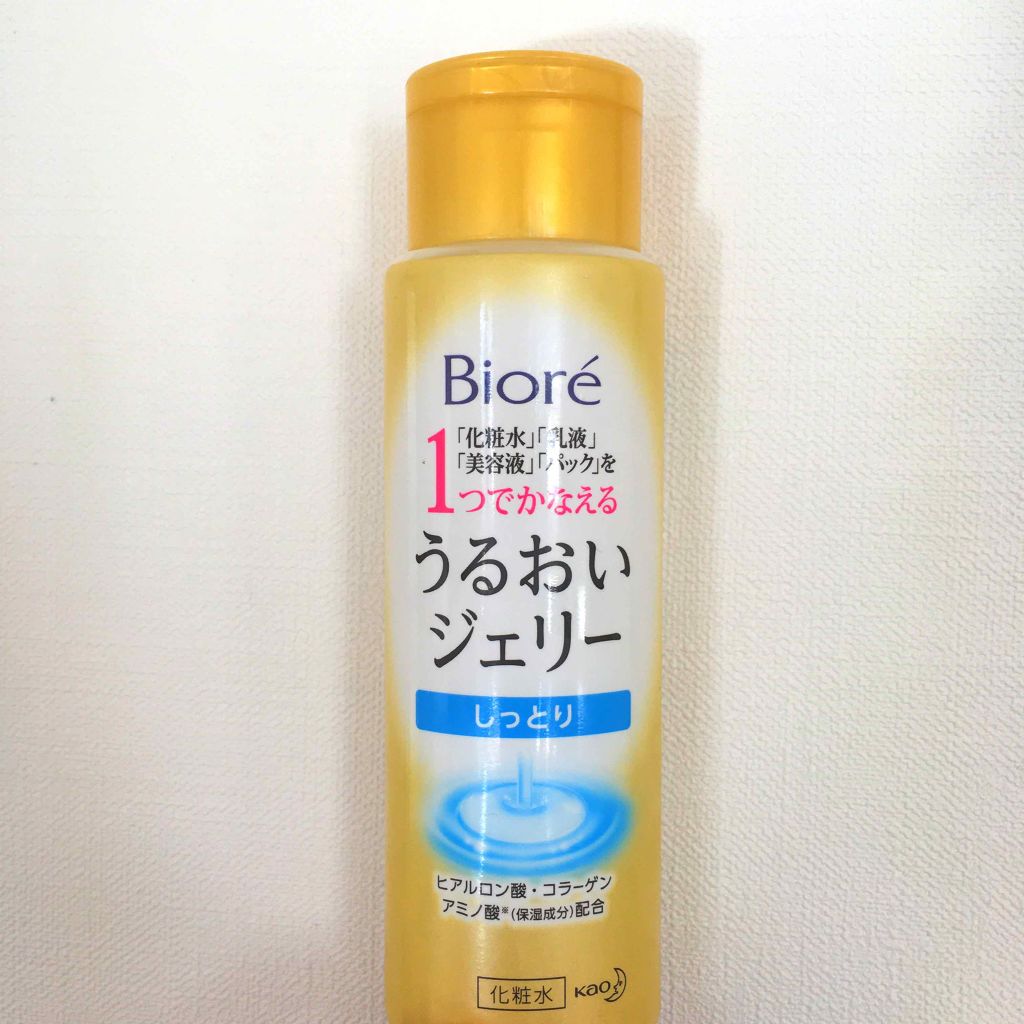 Bioré
「化粧水」「乳液」
「美容液」「パック」を
1つでかなえる
うるおい
ジェリー
しっとり
ヒアルロン酸・コラーゲン
アミノ酸※(保湿成分)配合
化粧水 Kao